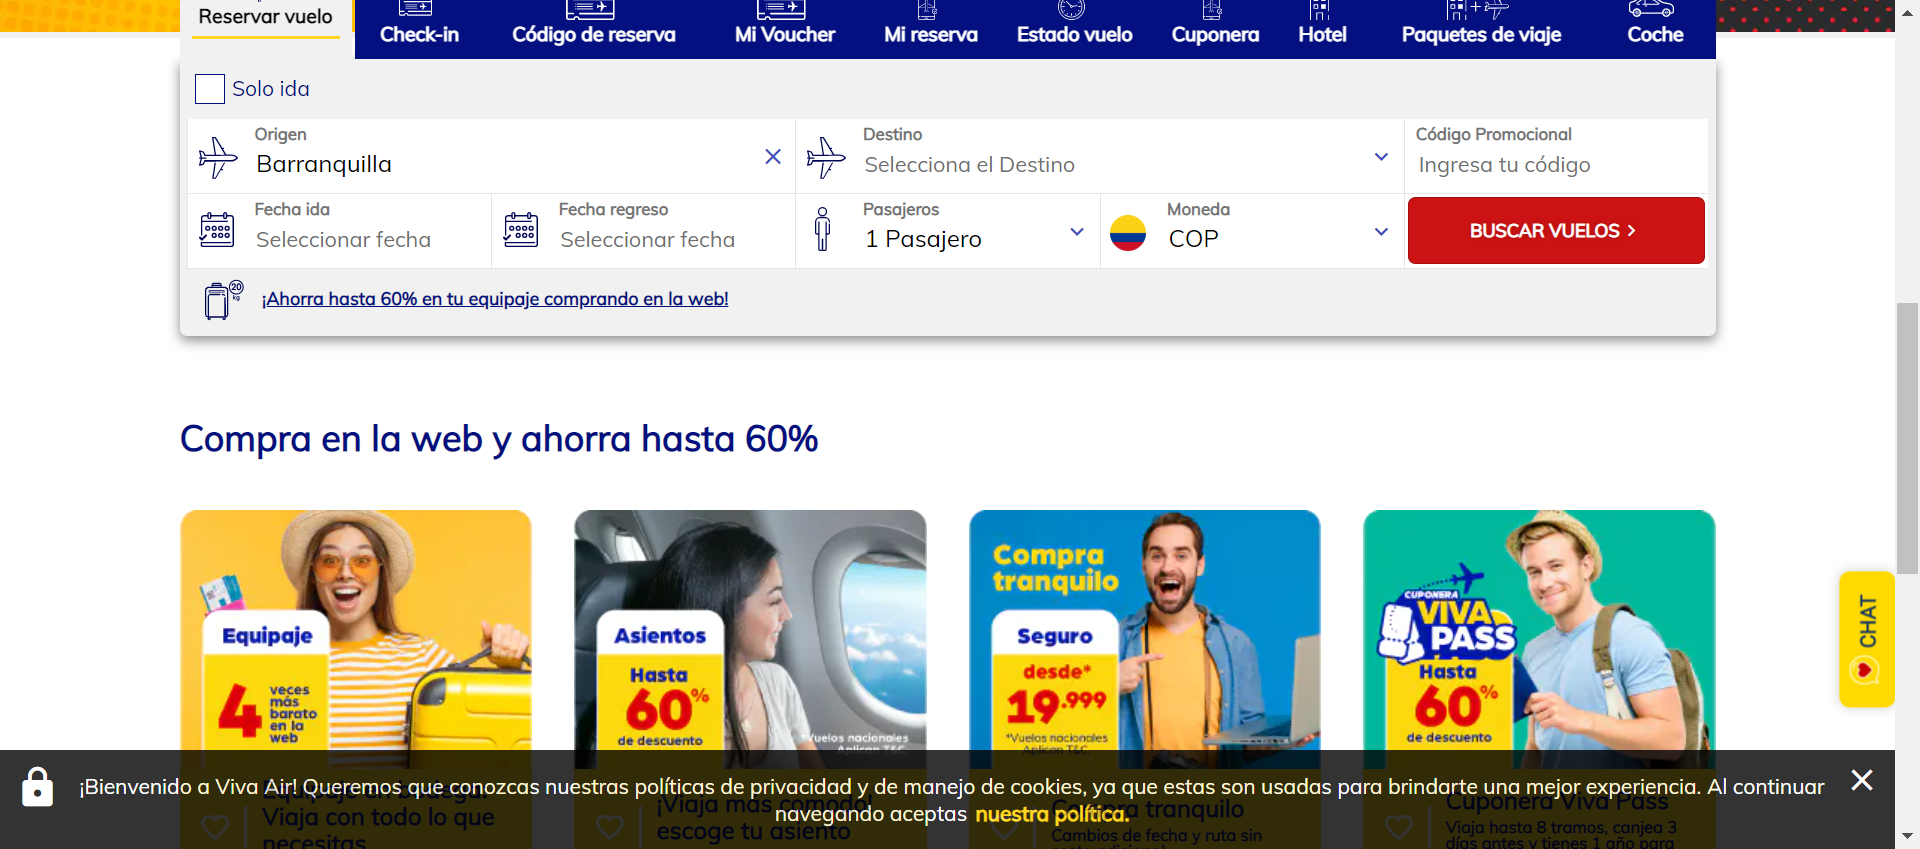 Reservar vuelo
Check-in
Código de reserva
Mi Voucher
Mi reserva
Estado vuelo
Cuponera
Hotel
Paquetes de viaje
Coche
Solo ida
Origen
Barranquilla
Destino
Selecciona el Destino
Código Promocional
Ingresa tu código
Fecha ida
Seleccionar fecha
Fecha regreso
Seleccionar fecha
Pasajeros
1 Pasajero
Moneda
COP
BUSCAR VUELOS
20
kg
¡Ahorra hasta 60% en tu equipaje comprando en la web!
Compra en la web y ahorra hasta 60%
Equipaje
4 veces
más
barato
en la
web
Asientos
Hasta
60%
de descuento
*Vuelos nacionales
Aplican T&C
Compra
tranquilo
Seguro
desde*
19.999
*Vuelos nacionales
Aplican T&C
CUPONERA
VIVA
PASS
Hasta
60%
de descuento
CHAT
¡Bienvenido a Viva Air! Queremos que conozcas nuestras políticas de privacidad y de manejo de cookies, ya que estas son usadas para brindarte una mejor experiencia. Al continuar
navegando aceptas nuestra política.
Equipaje en bodega:
Viaja con todo lo que
necesitas
¡Viaja más cómodo!
escoge tu asiento
Compra tranquilo
Cambios de fecha y ruta sin
Cuponera Viva Pass
Viaja hasta 8 tramos, canjea 3
días antes y tienes 1 año para